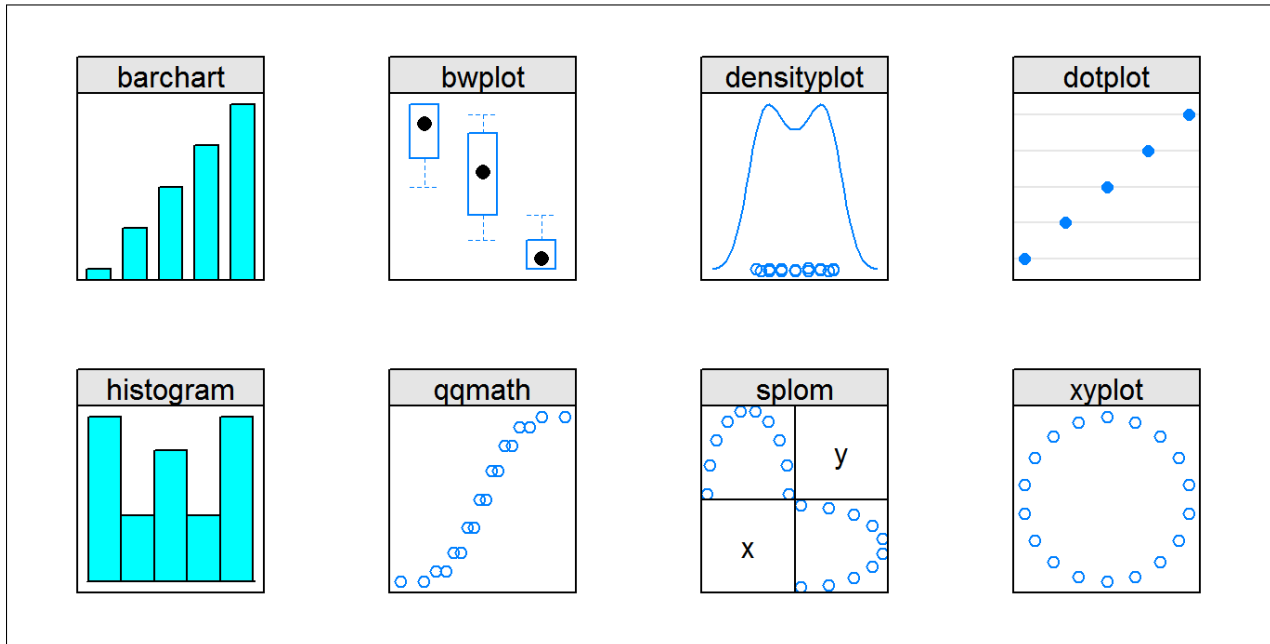 barchart
bwplot
densityplot
dotplot
histogram
qqmath
splom
xyplot
y
x